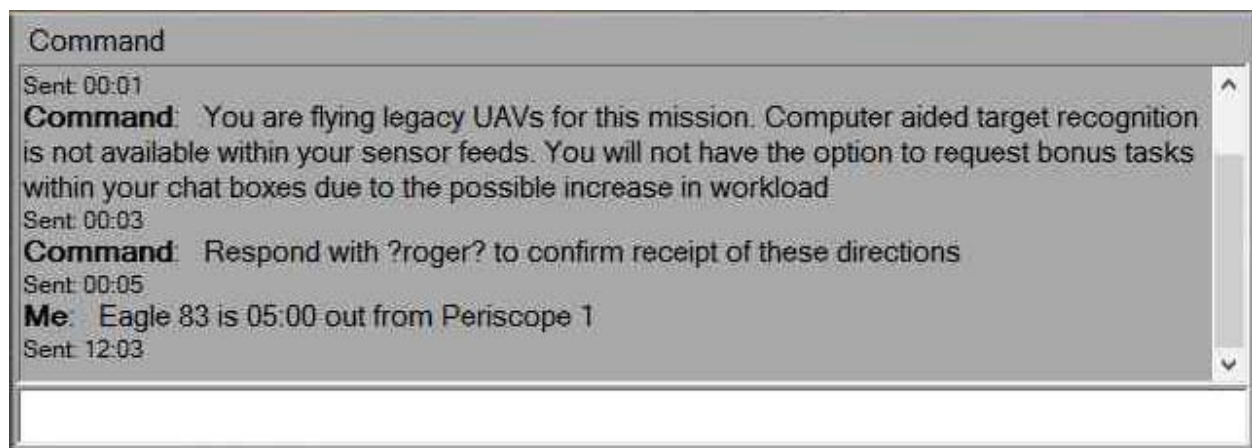 Command
Sent: 00:01
Command:   You are flying legacy UAVs for this mission. Computer aided target recognition
is not available within your sensor feeds. You will not have the option to request bonus tasks
within your chat boxes due to the possible increase in workload
Sent: 00:03
Command:   Respond with ?roger? to confirm receipt of these directions
Sent: 00:05
Me:   Eagle 83 is 05:00 out from Periscope 1
Sent: 12:03